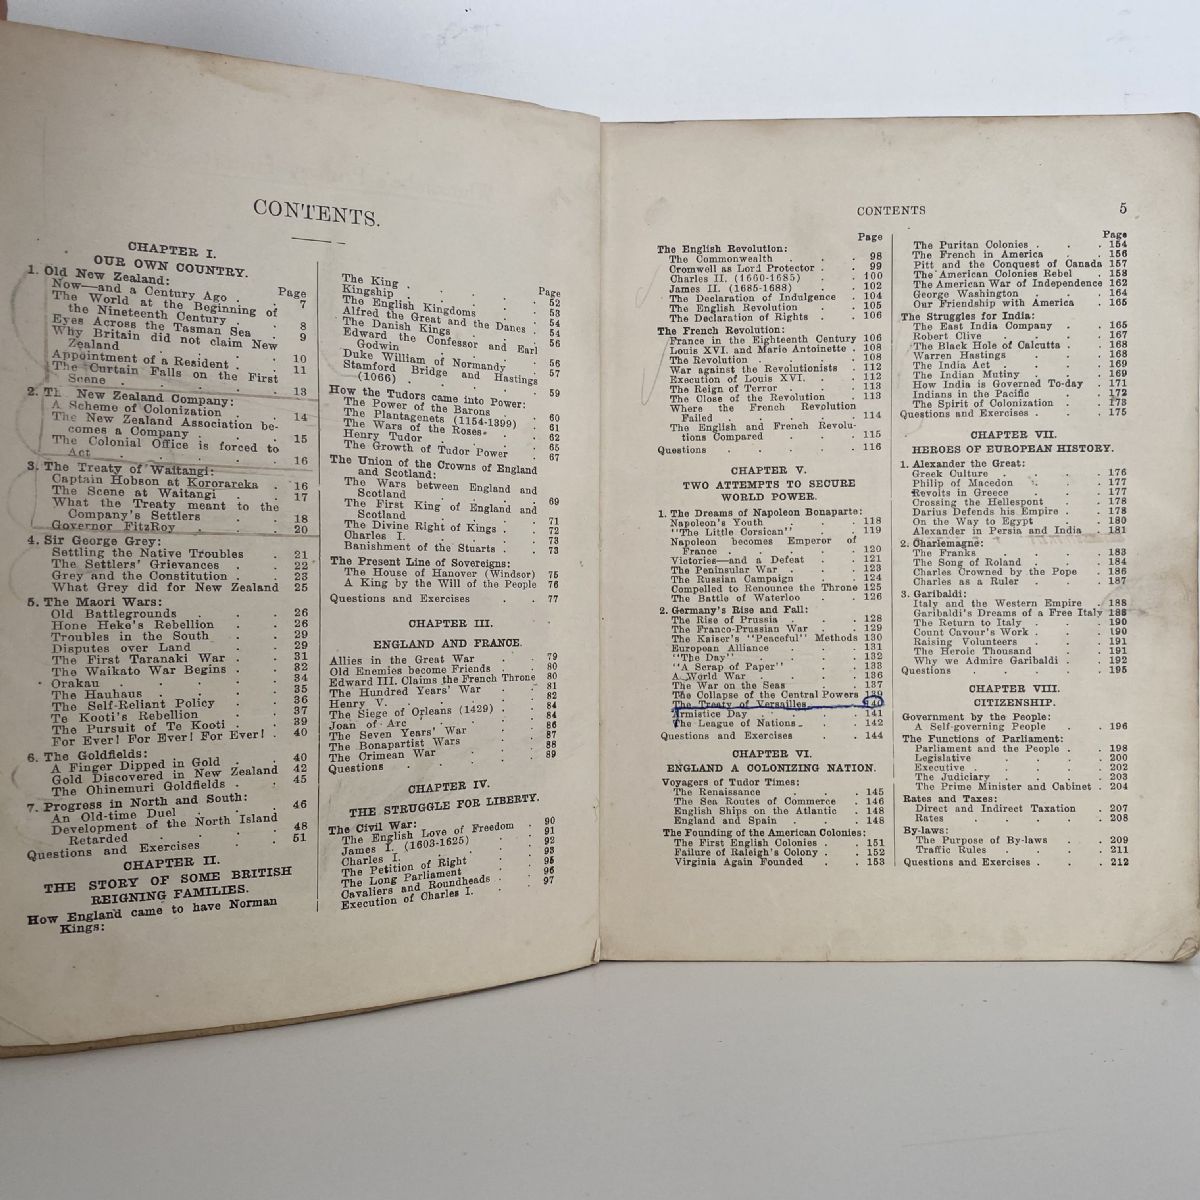 CONTENTS.
CHAPTER I.
OUR OWN COUNTRY.
1. Old New Zealand:
Page
Now—and a Century Ago . . 7
The World at the Beginning of
the Nineteenth Century . . 8
Eyes Across the Tasman Sea . 9
Why Britain did not claim New
Zealand . . . . . 10
Appointment of a Resident . . 11
The Curtain Falls on the First
Scene . . . . . . 13
2. The New Zealand Company:
A Scheme of Colonization . 14
The New Zealand Association be-
comes a Company . . . 15
The Colonial Office is forced to
Act . . . . . . 16
3. The Treaty of Waitangi:
Captain Hobson at Kororareka . 16
The Scene at Waitangi . . 17
What the Treaty meant to the
Company's Settlers . . 18
Governor FitzRoy . . . 20
4. Sir George Grey:
Settling the Native Troubles . 21
The Settlers' Grievances . . 22
Grey and the Constitution . . 23
What Grey did for New Zealand 25
5. The Maori Wars:
Old Battlegrounds . . . 26
Hone Heke's Rebellion . . 26
Troubles in the South . . 29
Disputes over Land . . . 29
The First Taranaki War . . 31
The Waikato War Begins . . 32
Orakau . . . . . . 34
The Hauhaus . . . . 35
The Self-Reliant Policy . . 36
Te Kooti's Rebellion . . 37
The Pursuit of Te Kooti . . 39
For Ever! For Ever! For Ever! . 40
6. The Goldfields:
A Finger Dipped in Gold . . 40
Gold Discovered in New Zealand 42
The Ohinemuri Goldfields . . 45
7. Progress in North and South:
An Old-time Duel . . . 46
Development of the North Island
Retarded . . . . . 48
Questions and Exercises . . . 51
CHAPTER II.
THE STORY OF SOME BRITISH
REIGNING FAMILIES.
How England came to have Norman
Kings:
Page
The King . . . . . 52
Kingship . . . . . 53
The English Kingdoms . . 54
Alfred the Great and the Danes . 54
The Danish Kings . . . 56
Edward the Confessor and Earl
Godwin . . . . . 56
Duke William of Normandy . 57
Stamford Bridge and Hastings
(1066) . . . . . 59
How the Tudors came into Power:
The Power of the Barons . 60
The Plantagenets (1154-1399) . 61
The Wars of the Roses . . 62
Henry Tudor . . . . 65
The Growth of Tudor Power . 67
The Union of the Crowns of England
and Scotland:
The Wars between England and
Scotland . . . . . 69
The First King of England and
Scotland . . . . . 71
The Divine Right of Kings . . 72
Charles I. . . . . . 73
Banishment of the Stuarts . . 73
The Present Line of Sovereigns:
The House of Hanover (Windsor) 75
A King by the Will of the People 76
Questions and Exercises . . 77
CHAPTER III.
ENGLAND AND FRANCE.
Allies in the Great War . . . 79
Old Enemies become Friends . . 80
Edward III. Claims the French Throne 80
The Hundred Years' War . . . 81
Henry V. . . . . . . 82
The Siege of Orleans (1429) . . 84
Joan of Arc . . . . . 84
The Seven Years' War . . . 86
The Bonapartist Wars . . . 87
The Crimean War . . . . 88
Questions . . . . . . 89
CHAPTER IV.
THE STRUGGLE FOR LIBERTY.
The Civil War:
The English Love of Freedom . 90
James I. (1603-1625) . . . 91
Charles I. . . . . . 92
The Petition of Right . . . 93
The Long Parliament . . . 95
Cavaliers and Roundheads . . 96
Execution of Charles I. . . 97
CONTENTS 5
Page
The English Revolution:
The Commonwealth . . . 98
Cromwell as Lord Protector . . 99
Charles II. (1660-1685) . . 100
James II. (1685-1688) . . 102
The Declaration of Indulgence . 104
The English Revolution . . 105
The Declaration of Rights . . 106
The French Revolution:
France in the Eighteenth Century 106
Louis XVI. and Marie Antoinette . 108
The Revolution . . . . 108
War against the Revolutionists . 112
Execution of Louis XVI. . . 112
The Reign of Terror . . . 113
The Close of the Revolution . 113
Where the French Revolution
Failed . . . . . 114
The English and French Revolu-
tions Compared . . . 115
Questions . . . . . . 116
CHAPTER V.
TWO ATTEMPTS TO SECURE
WORLD POWER.
1. The Dreams of Napoleon Bonaparte:
Napoleon's Youth . . . 118
"The Little Corsican" . . 119
Napoleon becomes Emperor of
France . . . . . 120
Victories—and a Defeat . . 121
The Peninsular War . . . 123
The Russian Campaign . . 124
Compelled to Renounce the Throne 125
The Battle of Waterloo . . 126
2. Germany's Rise and Fall:
The Rise of Prussia . . . 128
The Franco-Prussian War . . 129
The Kaiser's "Peaceful" Methods 130
European Alliance . . . 131
"The Day" . . . . . 132
"A Scrap of Paper" . . . 133
A World War . . . . 136
The War on the Seas . . . 137
The Collapse of the Central Powers 139
The Treaty of Versailles . . 140
Armistice Day . . . . 141
The League of Nations . . 142
Questions and Exercises . . . 144
CHAPTER VI.
ENGLAND A COLONIZING NATION.
Voyagers of Tudor Times:
The Renaissance . . . . 145
The Sea Routes of Commerce . 146
English Ships on the Atlantic . 148
England and Spain . . . 148
The Founding of the American Colonies:
The First English Colonies . . 151
Failure of Raleigh's Colony . . 152
Virginia Again Founded . . 153
Page
The Puritan Colonies . . . 154
The French in America . . 156
Pitt and the Conquest of Canada 157
The American Colonies Rebel . 158
The American War of Independence 162
George Washington . . . 164
Our Friendship with America . 165
The Struggles for India:
The East India Company . . 165
Robert Clive . . . . 167
The Black Hole of Calcutta . . 168
Warren Hastings . . . 168
The India Act . . . . 169
The Indian Mutiny . . . 169
How India is Governed To-day . 171
Indians in the Pacific . . . 172
The Spirit of Colonization . . 173
Questions and Exercises . . . 175
CHAPTER VII.
HEROES OF EUROPEAN HISTORY.
1. Alexander the Great:
Greek Culture . . . . 176
Philip of Macedon . . . 177
Revolts in Greece . . . 177
Crossing the Hellespont . . 178
Darius Defends his Empire . . 178
On the Way to Egypt . . 180
Alexander in Persia and India . 181
2. Charlemagne:
The Franks . . . . 183
The Song of Roland . . . 184
Charles Crowned by the Pope . 186
Charles as a Ruler . . . 187
3. Garibaldi:
Italy and the Western Empire . 188
Garibaldi's Dreams of a Free Italy 188
The Return to Italy . . . 190
Count Cavour's Work . . . 190
Raising Volunteers . . . 191
The Heroic Thousand . . . 191
Why we Admire Garibaldi . . 192
Questions . . . . . . 195
CHAPTER VIII.
CITIZENSHIP.
Government by the People:
A Self-governing People . . 196
The Functions of Parliament:
Parliament and the People . . 198
Legislative . . . . . 200
Executive . . . . . 202
The Judiciary . . . . 203
The Prime Minister and Cabinet . 204
Rates and Taxes:
Direct and Indirect Taxation . 207
Rates . . . . . . 208
By-laws:
The Purpose of By-laws . . 209
Traffic Rules . . . . 211
Questions and Exercises . . . 212